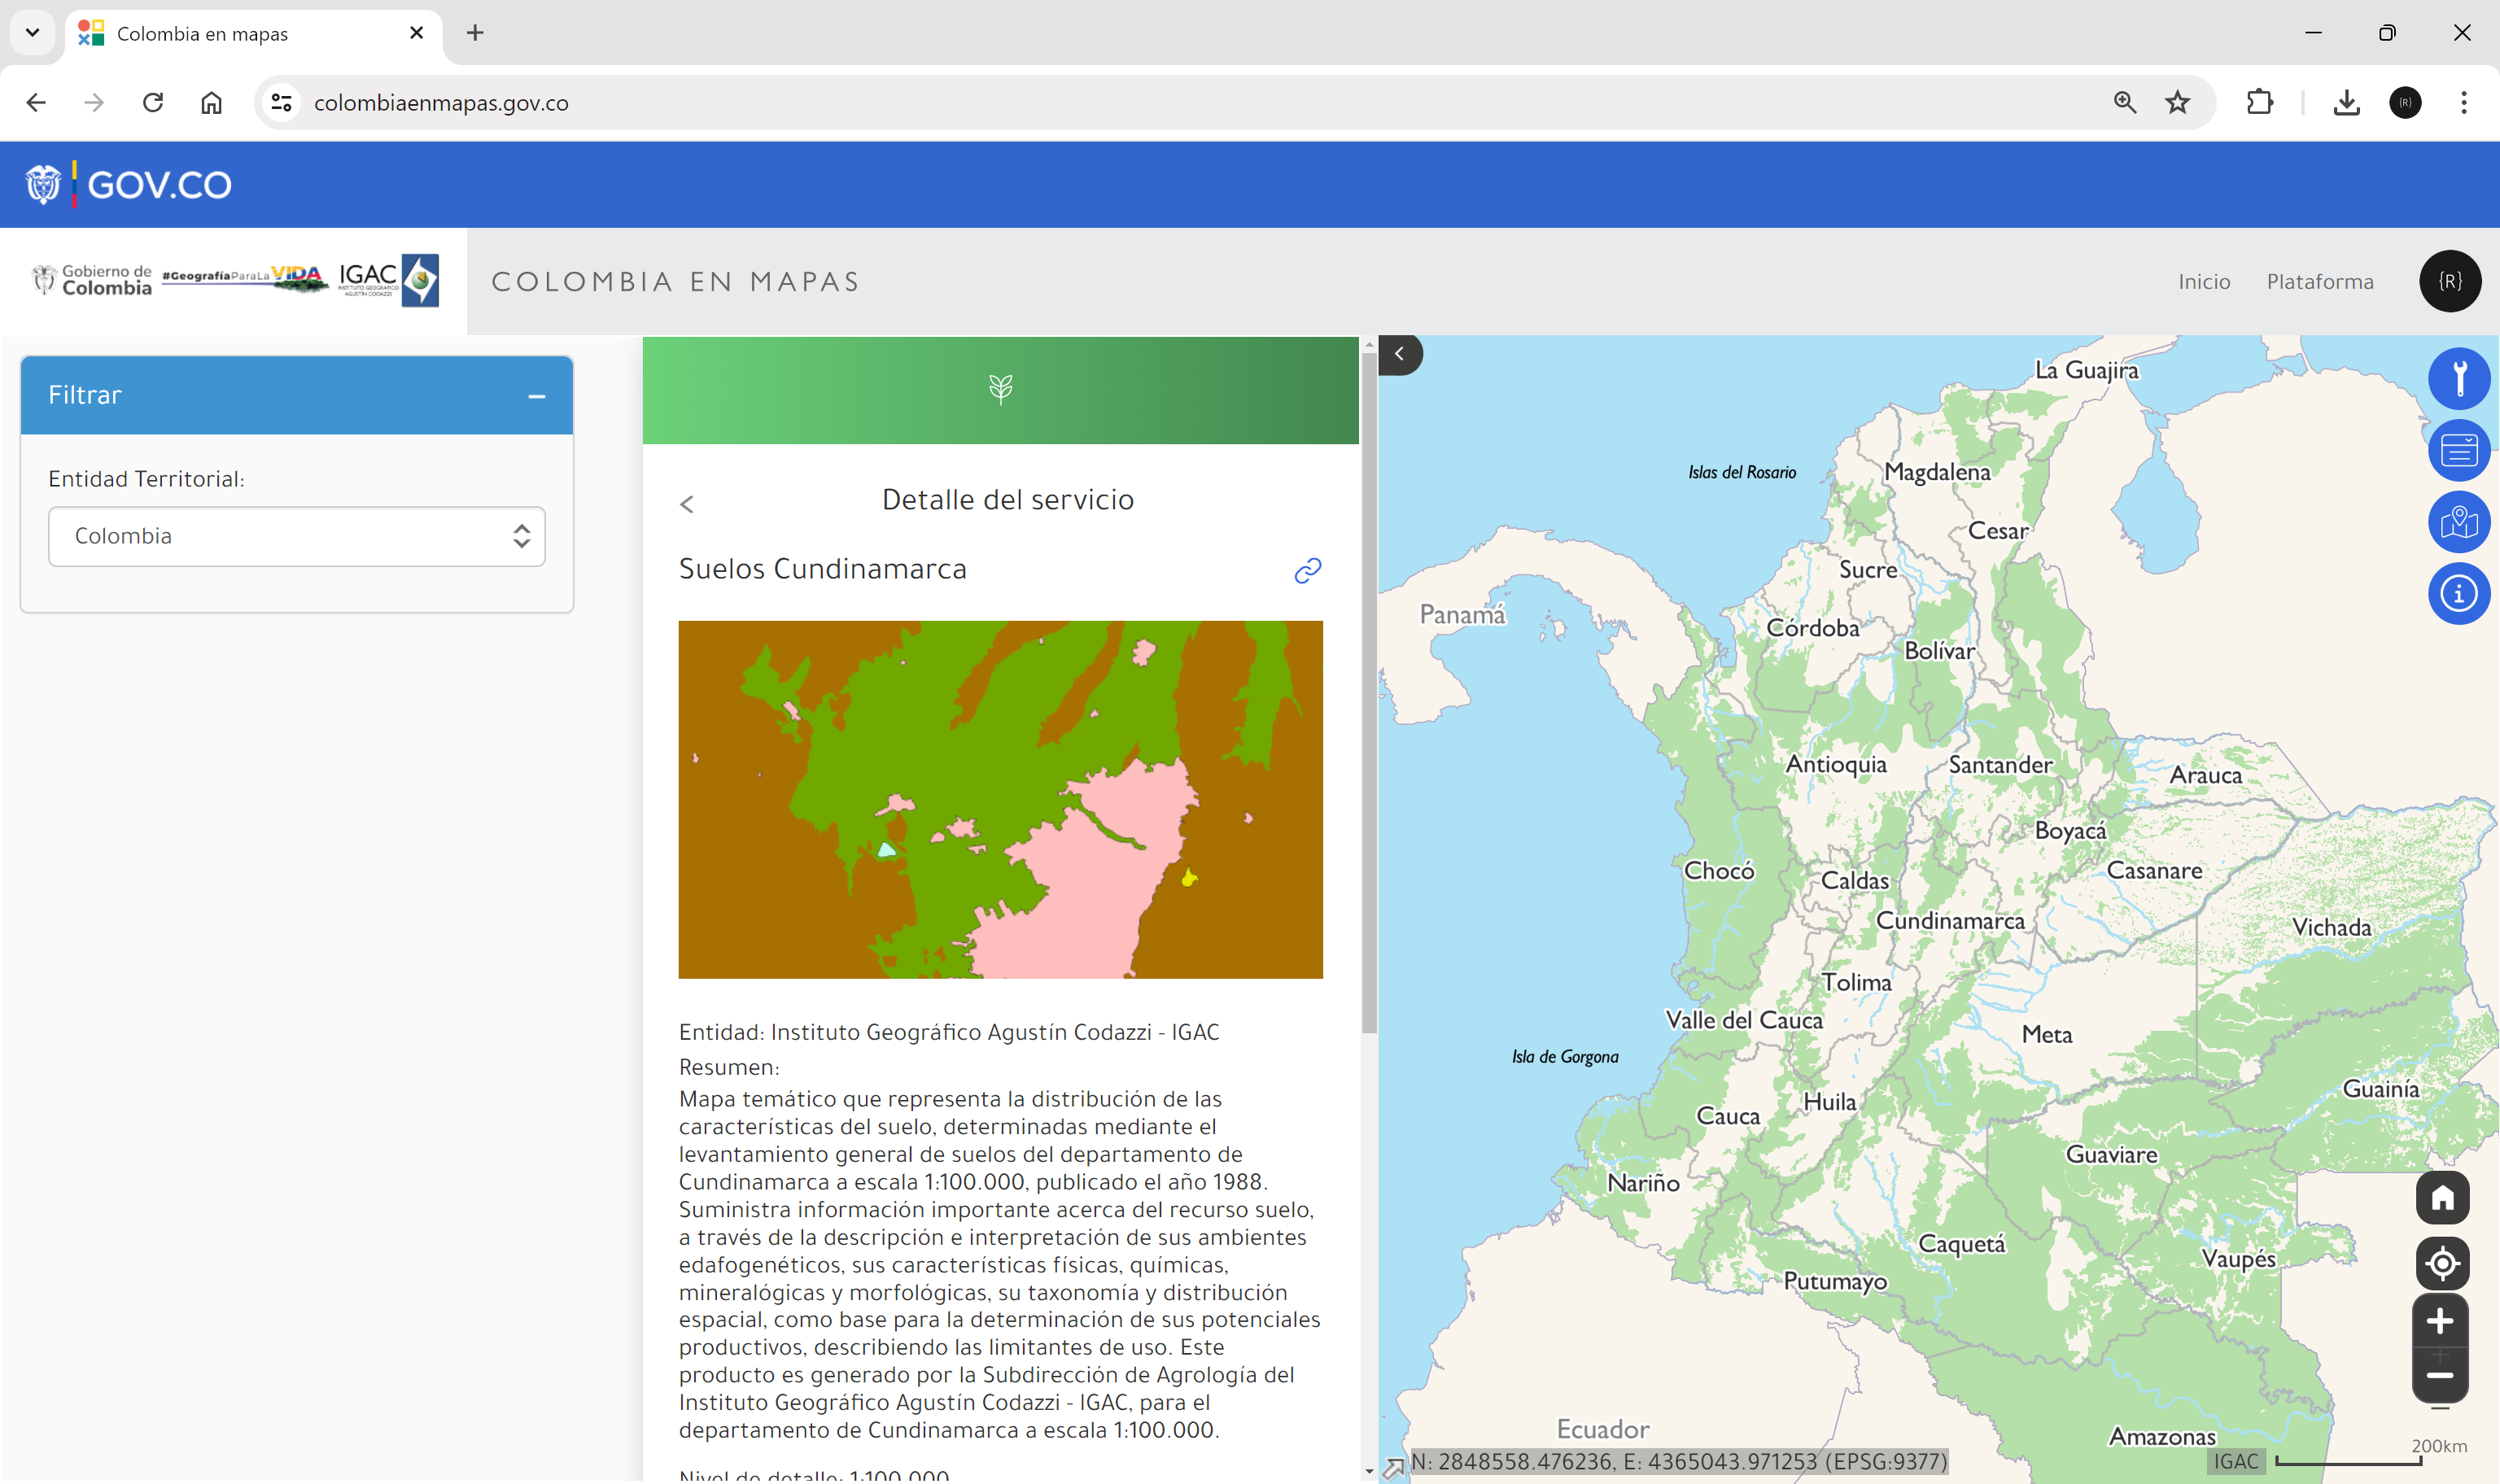 Colombia en mapas
colombiaenmapas.gov.co
{R}
GOV.CO
Gobierno de
Colombia
#GeografíaParaLa
VIDA
IGAC
INSTITUTO GEOGRÁFICO
AGUSTÍN CODAZZI
COLOMBIA EN MAPAS
Inicio
Plataforma
{R}
Filtrar
Entidad Territorial:
Colombia
Detalle del servicio
Suelos Cundinamarca
Entidad: Instituto Geográfico Agustín Codazzi - IGAC
Resumen:
Mapa temático que representa la distribución de las
características del suelo, determinadas mediante el
levantamiento general de suelos del departamento de
Cundinamarca a escala 1:100.000, publicado el año 1988.
Suministra información importante acerca del recurso suelo,
a través de la descripción e interpretación de sus ambientes
edafogenéticos, sus características físicas, químicas,
mineralógicas y morfológicas, su taxonomía y distribución
espacial, como base para la determinación de sus potenciales
productivos, describiendo las limitantes de uso. Este
producto es generado por la Subdirección de Agrología del
Instituto Geográfico Agustín Codazzi - IGAC, para el
departamento de Cundinamarca a escala 1:100.000.
Nivel de detalle: 1:100.000
La Guajira
Islas del Rosario
Magdalena
Cesar
Sucre
Panamá
Córdoba
Bolívar
Antioquia
Santander
Arauca
Boyacá
Chocó
Caldas
Casanare
Cundinamarca
Vichada
Tolima
Valle del Cauca
Meta
Isla de Gorgona
Guainía
Cauca
Huila
Guaviare
Nariño
Caquetá
Vaupés
Putumayo
Ecuador
Amazonas
N: 2848558.476236, E: 4365043.971253 (EPSG:9377)
IGAC
200km